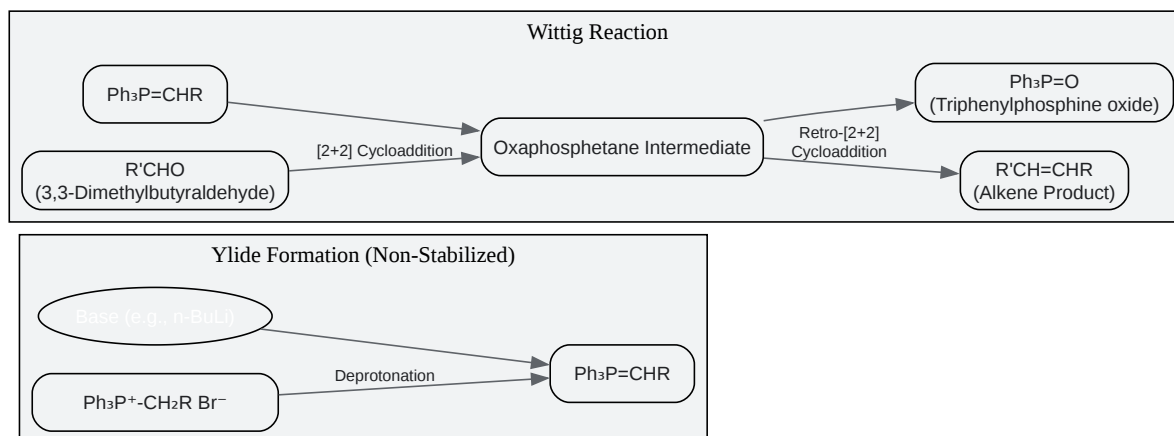 Wittig Reaction
Ph₃P=CHR
R'CHO
(3,3-Dimethylbutyraldehyde)
[2+2] Cycloaddition
Oxaphosphetane Intermediate
Retro-[2+2]
Cycloaddition
Ph₃P=O
(Triphenylphosphine oxide)
R'CH=CHR
(Alkene Product)
Ylide Formation (Non-Stabilized)
Base (e.g., n-BuLi)
Ph₃P⁺-CH₂R Br⁻
Deprotonation
Ph₃P=CHR